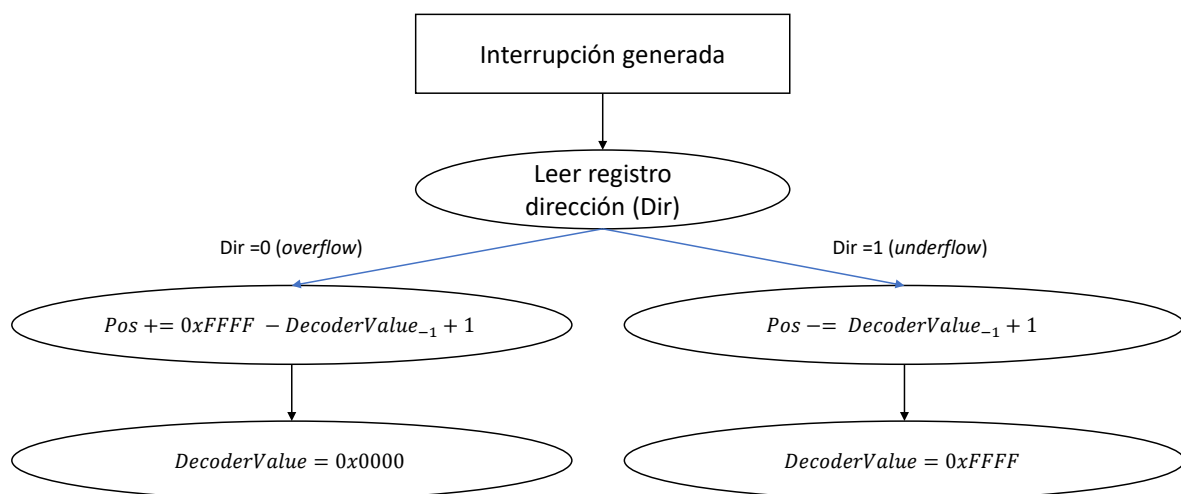 Interrupción generada
Leer registro
dirección (Dir)
Dir =0 (overflow)
Dir =1 (underflow)
Pos += 0xFFFF − DecoderValue₋₁ + 1
Pos −= DecoderValue₋₁ + 1
DecoderValue = 0x0000
DecoderValue = 0xFFFF